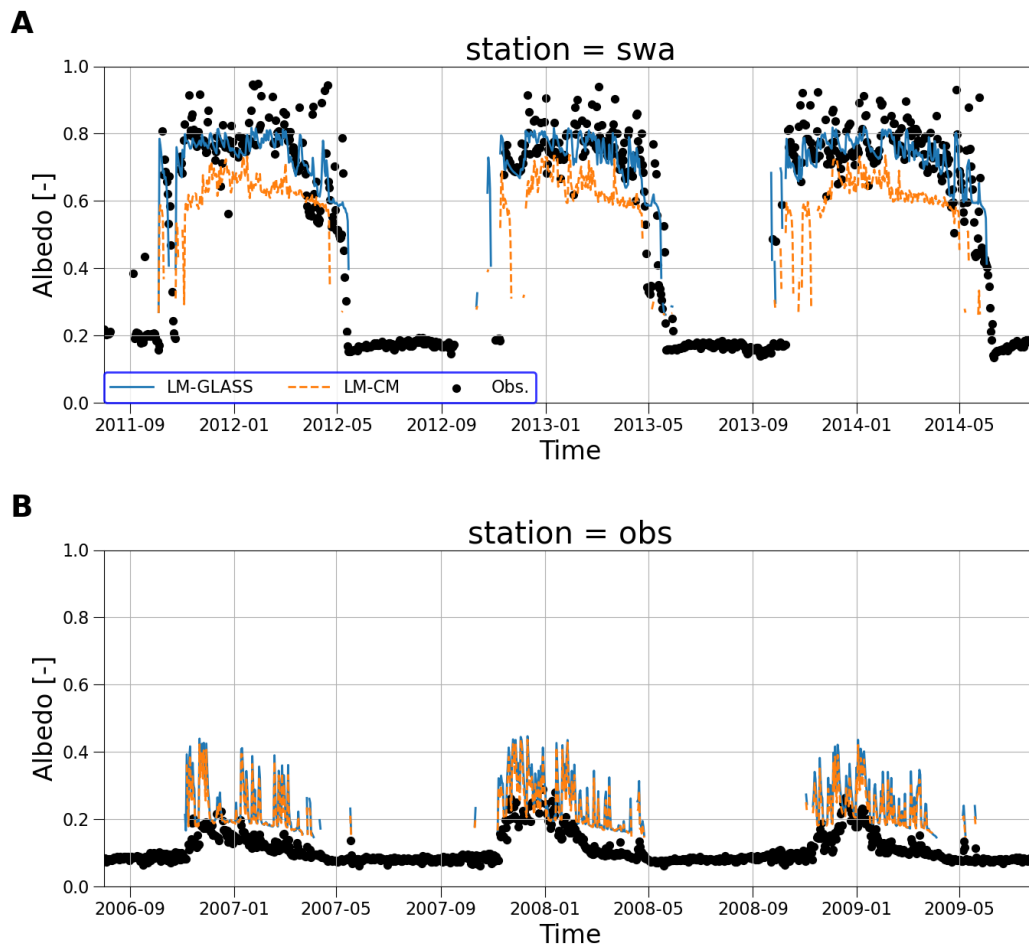 A
station = swa
1.0
0.8
0.6
0.4
0.2
0.0
Albedo [-]
LM-GLASS LM-CM Obs.
2011-09 2012-01 2012-05 2012-09 2013-01 2013-05 2013-09 2014-01 2014-05
Time
B
station = obs
1.0
0.8
0.6
0.4
0.2
0.0
Albedo [-]
2006-09 2007-01 2007-05 2007-09 2008-01 2008-05 2008-09 2009-01 2009-05
Time